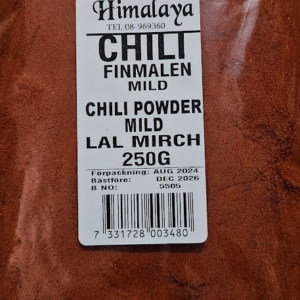 Himalaya
TEL.08-969360
CHILI
FINMALEN
MILD
CHILI POWDER
MILD
LAL MIRCH
250G
Förpackning: AUG 2024
Bästföre: DEC 2026
B NO: 5505
7 331728 003480